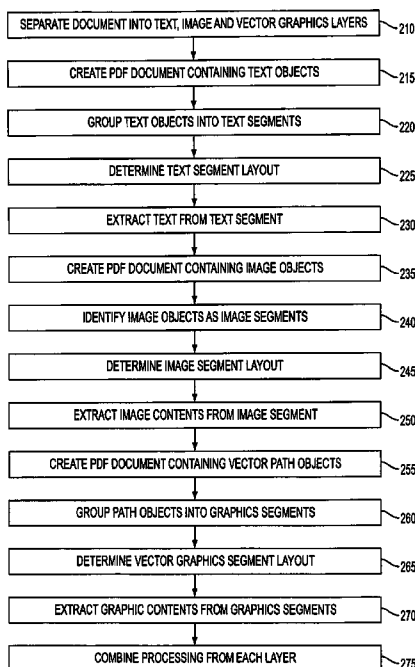 SEPARATE DOCUMENT INTO TEXT, IMAGE AND VECTOR GRAPHICS LAYERS 210
CREATE PDF DOCUMENT CONTAINING TEXT OBJECTS 215
GROUP TEXT OBJECTS INTO TEXT SEGMENTS 220
DETERMINE TEXT SEGMENT LAYOUT 225
EXTRACT TEXT FROM TEXT SEGMENT 230
CREATE PDF DOCUMENT CONTAINING IMAGE OBJECTS 235
IDENTIFY IMAGE OBJECTS AS IMAGE SEGMENTS 240
DETERMINE IMAGE SEGMENT LAYOUT 245
EXTRACT IMAGE CONTENTS FROM IMAGE SEGMENT 250
CREATE PDF DOCUMENT CONTAINING VECTOR PATH OBJECTS 255
GROUP PATH OBJECTS INTO GRAPHICS SEGMENTS 260
DETERMINE VECTOR GRAPHICS SEGMENT LAYOUT 265
EXTRACT GRAPHIC CONTENTS FROM GRAPHICS SEGMENTS 270
COMBINE PROCESSING FROM EACH LAYER 275